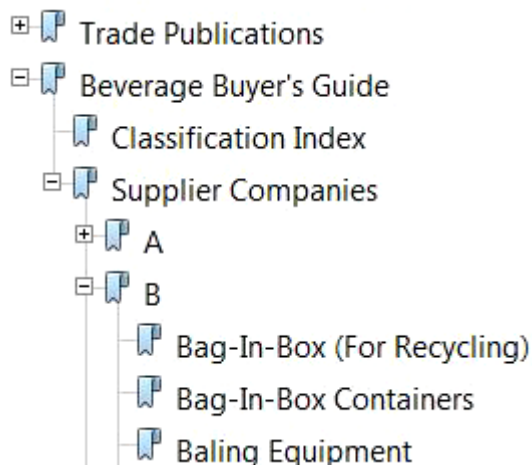 Trade Publications
Beverage Buyer's Guide
Classification Index
Supplier Companies
A
B
Bag-In-Box (For Recycling)
Bag-In-Box Containers
Baling Equipment